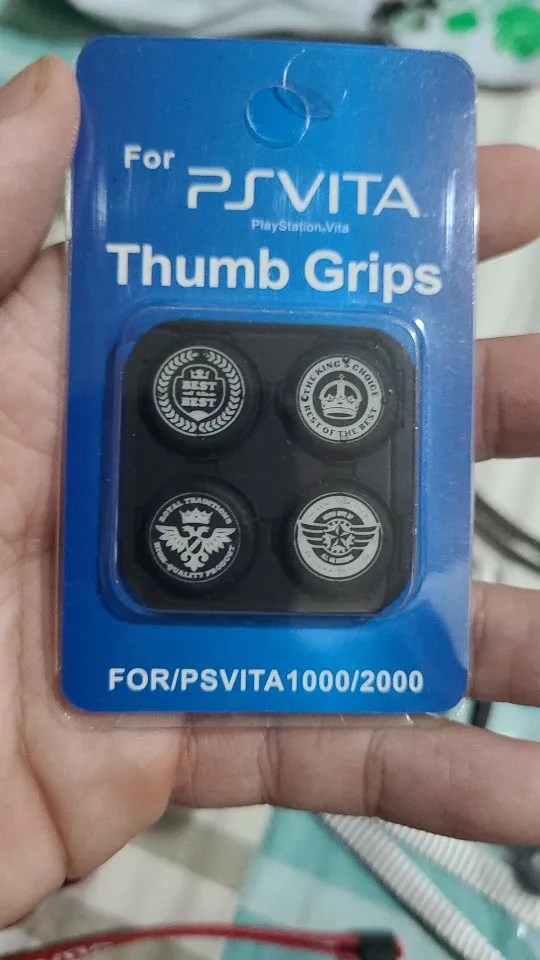 For
PSVITA
PlayStation.Vita
Thumb Grips
BEST
BEST
THE KING'S CHOICE
BEST OF THE BEST
ROYAL TRADITIONS
HIGH-QUALITY PRODUCT
FOR/PSVITA1000/2000